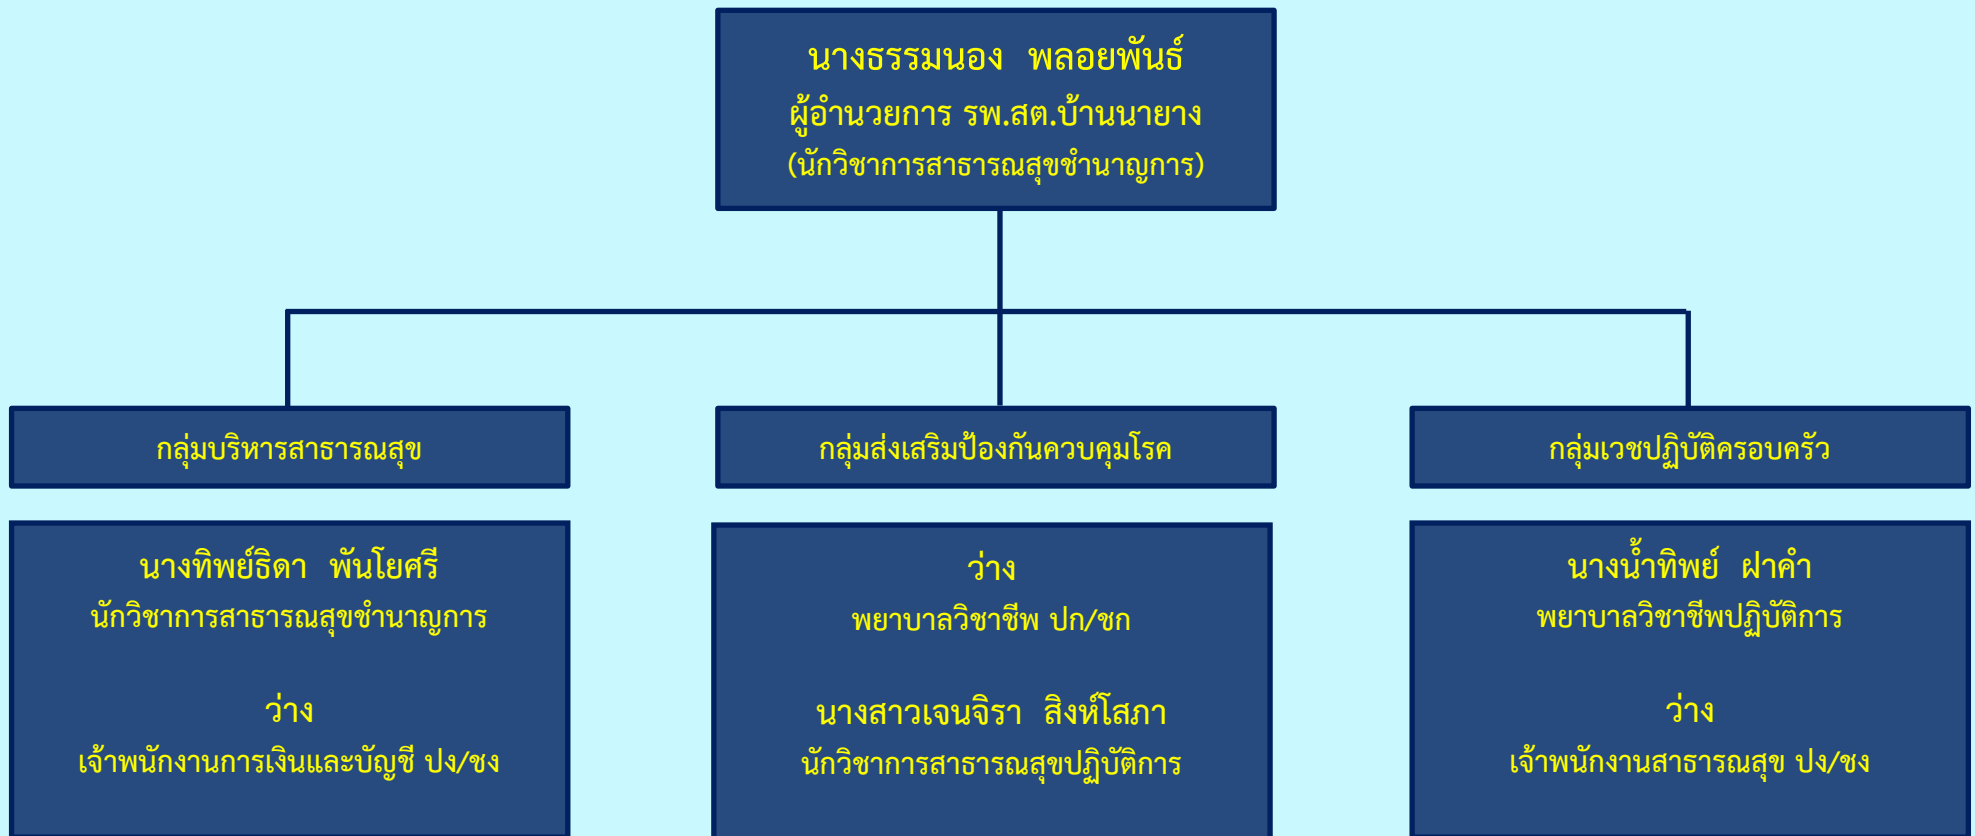 นางธรรมนอง พลอยพันธ์
ผู้อำนวยการ รพ.สต.บ้านนายาง
(นักวิชาการสาธารณสุขชำนาญการ)
กลุ่มบริหารสาธารณสุข
นางทิพย์ธิดา พันโยศรี
นักวิชาการสาธารณสุขชำนาญการ
ว่าง
เจ้าพนักงานการเงินและบัญชี ปง/ชง
กลุ่มส่งเสริมป้องกันควบคุมโรค
ว่าง
พยาบาลวิชาชีพ ปก/ชก
นางสาวเจนจิรา สิงห์โสภา
นักวิชาการสาธารณสุขปฏิบัติการ
กลุ่มเวชปฏิบัติครอบครัว
นางน้ำทิพย์ ฝาคำ
พยาบาลวิชาชีพปฏิบัติการ
ว่าง
เจ้าพนักงานสาธารณสุข ปง/ชง